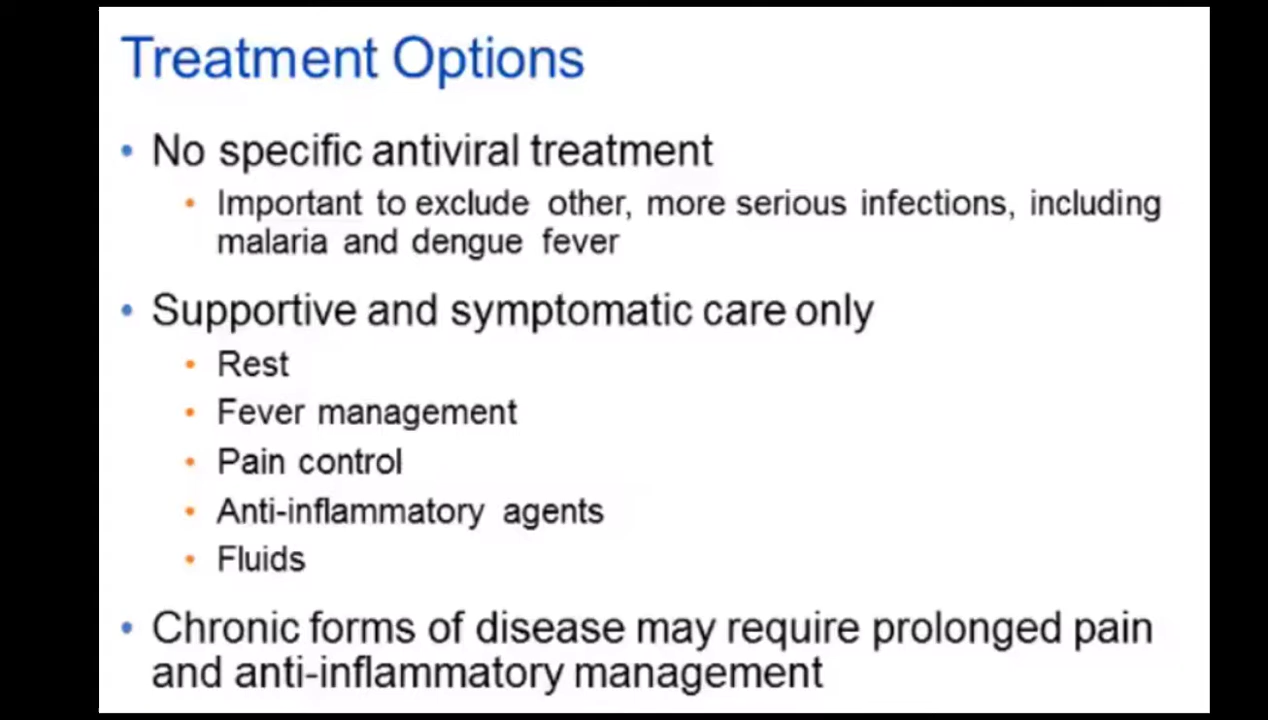 Treatment Options
• No specific antiviral treatment
• Important to exclude other, more serious infections, including
malaria and dengue fever
• Supportive and symptomatic care only
• Rest
• Fever management
• Pain control
• Anti-inflammatory agents
• Fluids
• Chronic forms of disease may require prolonged pain
and anti-inflammatory management